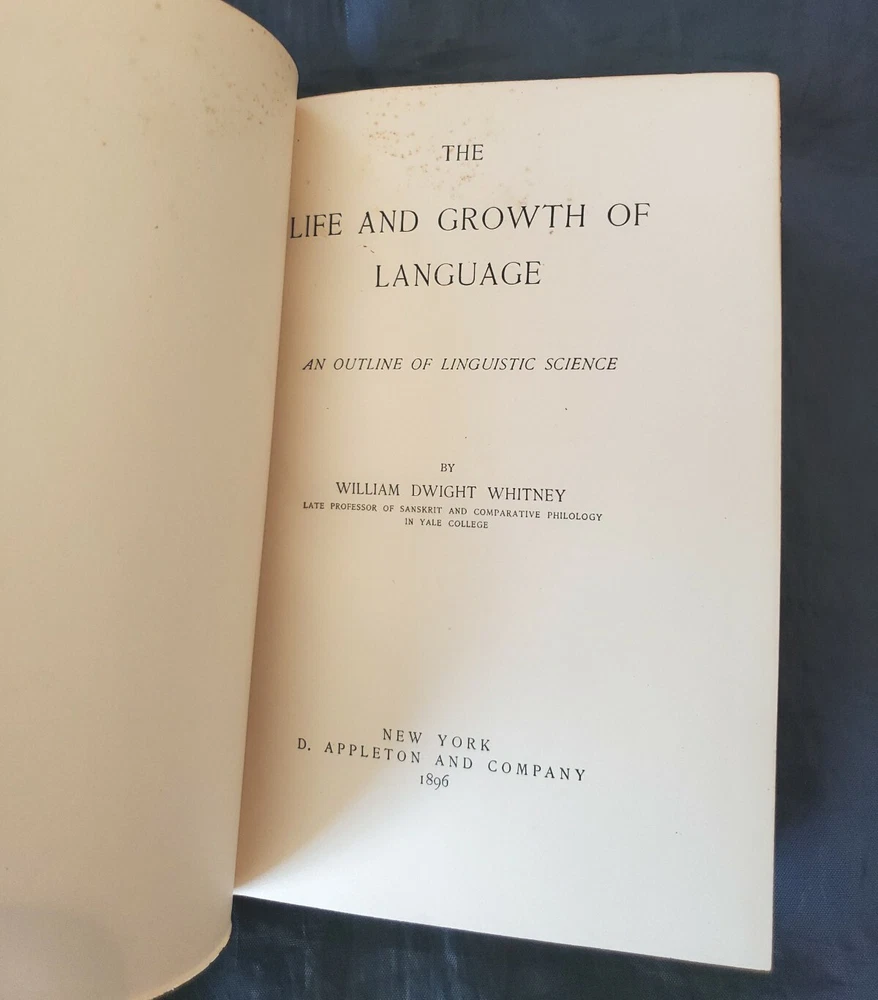 THE
LIFE AND GROWTH OF
LANGUAGE
AN OUTLINE OF LINGUISTIC SCIENCE
BY
WILLIAM DWIGHT WHITNEY
LATE PROFESSOR OF SANSKRIT AND COMPARATIVE PHILOLOGY
IN YALE COLLEGE
NEW YORK
D. APPLETON AND COMPANY
1896